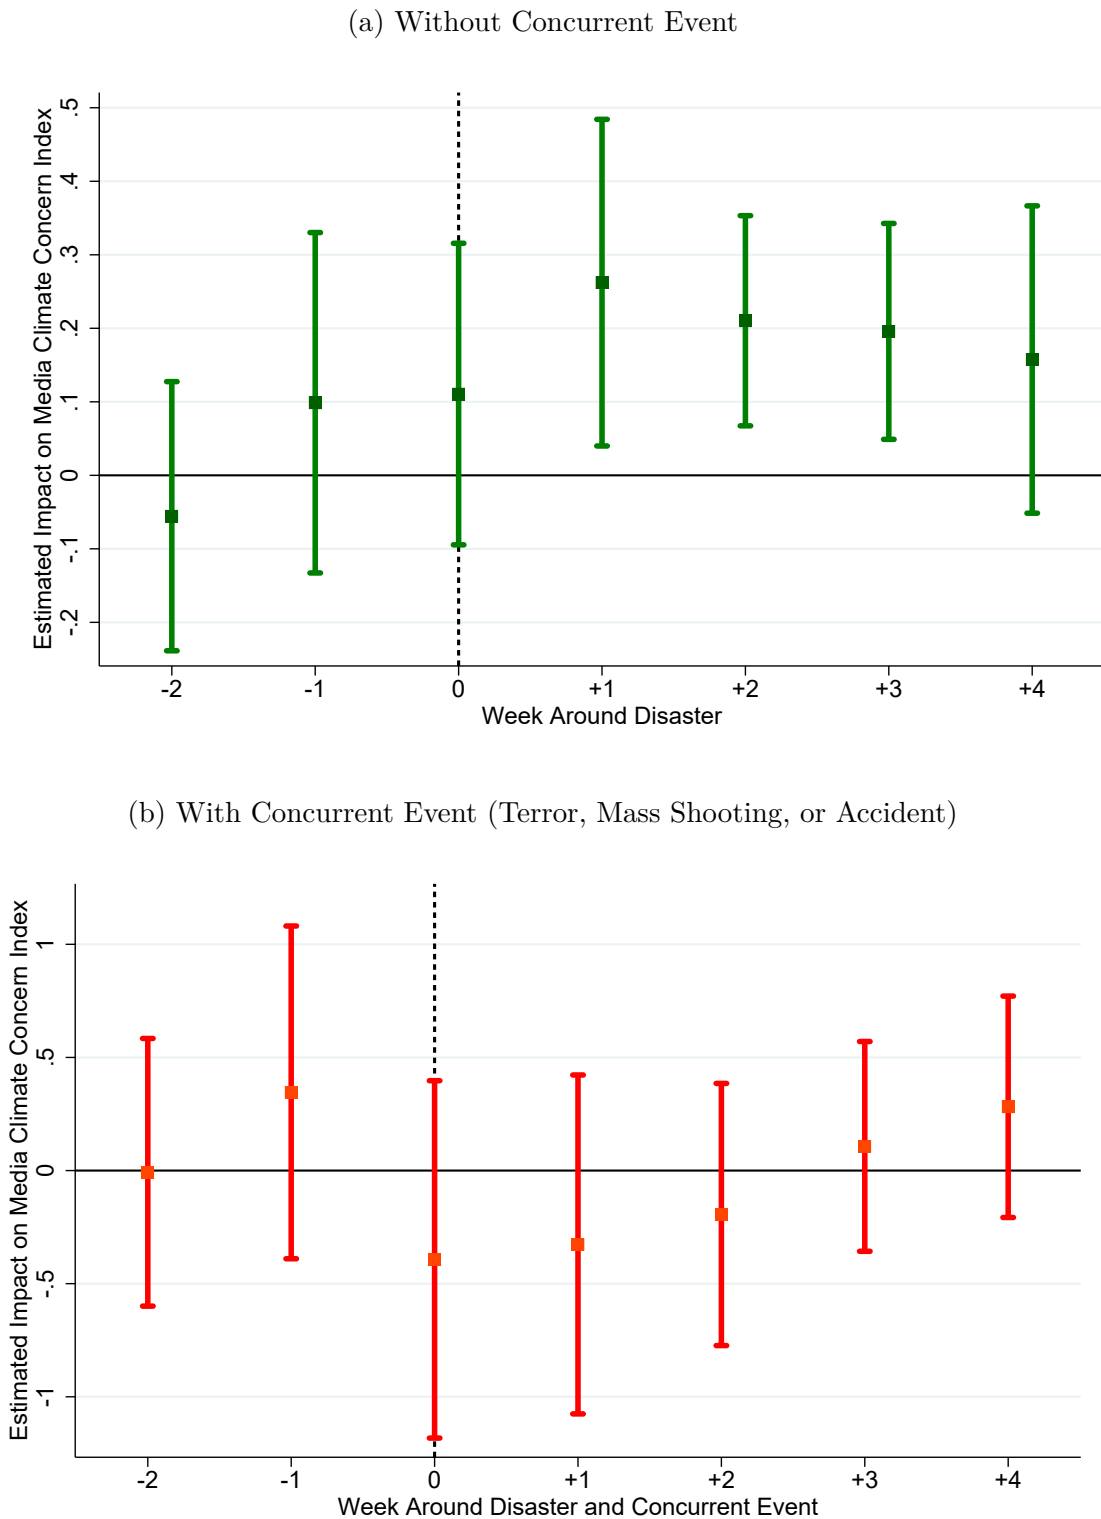 (a) Without Concurrent Event
Estimated Impact on Media Climate Concern Index
.5
.4
.3
.2
.1
0
-.1
-.2
-2 -1 0 +1 +2 +3 +4
Week Around Disaster
(b) With Concurrent Event (Terror, Mass Shooting, or Accident)
Estimated Impact on Media Climate Concern Index
1
.5
0
-.5
-1
-2 -1 0 +1 +2 +3 +4
Week Around Disaster and Concurrent Event